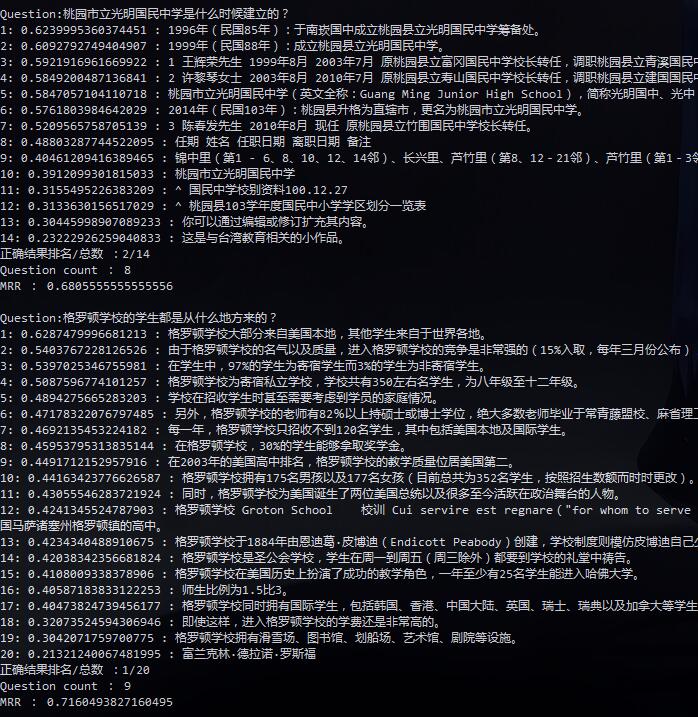 Question:桃园市立光明国民中学是什么时候建立的？
1: 0.6239995360374451 : 1996年（民国85年）：于南崁国中成立桃园县立光明国民中学筹备处。
2: 0.6092792749404907 : 1999年（民国88年）：成立桃园县立光明国民中学。
3: 0.5921916961669922 : 1 王辉荣先生 1999年8月 2003年7月 原桃园县立富冈国民中学校长转任，调职桃园县立青溪国民中
4: 0.5849200487136841 : 2 许黎琴女士 2003年8月 2010年7月 原桃园县立寿山国民中学校长转任，调职桃园县立建国国民中
5: 0.5847057104110718 : 桃园市立光明国民中学（英文全称：Guang Ming Junior High School），简称光明国中、光中
6: 0.5761803984642029 : 2014年（民国103年）：桃园县升格为直辖市，更名为桃园市立光明国民中学。
7: 0.5209565758705139 : 3 陈春发先生 2010年8月 现任 原桃园县立竹围国民中学校长转任。
8: 0.48803287744522095 : 任期 姓名 任职日期 离职日期 备注
9: 0.40461209416389465 : 锦中里（第1 - 6、8、10、12、14邻）、长兴里、芦竹里（第8、12-21邻）、芦竹里（第1-3邻
10: 0.3912099301815033 : 桃园市立光明国民中学
11: 0.3155495226383209 : ^ 国民中学校别资料100.12.27
12: 0.3133630156517029 : ^ 桃园县103学年度国民中小学学区划分一览表
13: 0.30445998907089233 : 你可以通过编辑或修订扩充其内容。
14: 0.23222926259040833 : 这是与台湾教育相关的小作品。
正确结果排名/总数 ：2/14
Question count ： 8
MRR ： 0.6805555555555556
Question:格罗顿学校的学生都是从什么地方来的？
1: 0.6287479996681213 : 格罗顿学校大部分来自美国本地，其他学生来自于世界各地。
2: 0.5403767228126526 : 由于格罗顿学校的名气以及质量，进入格罗顿学校的竞争是非常强的（15%入取，每年三月份公布）
3: 0.5397025346755981 : 在学生中，97%的学生为寄宿学生而3%的学生为非寄宿学生。
4: 0.5087596774101257 : 格罗顿学校为寄宿私立学校，学校共有350左右名学生，为八年级至十二年级。
5: 0.4894275665283203 : 学校在招收学生时甚至需要考虑到学员的家庭情况。
6: 0.47178322076797485 : 另外，格罗顿学校的老师有82%以上持硕士或博士学位，绝大多数老师毕业于常青藤盟校、麻省理工
7: 0.4692135453224182 : 每一年，格罗顿学校只招收不到120名学生，其中包括美国本地及国际学生。
8: 0.45953795313835144 : 在格罗顿学校，30%的学生能够拿取奖学金。
9: 0.4491712152957916 : 在2003年的美国高中排名，格罗顿学校的教学质量位居美国第二。
10: 0.44163423776626587 : 格罗顿学校拥有175名男孩以及177名女孩（目前总共为352名学生，按照招生数额而时时更改）。
11: 0.43055546283721924 : 同时，格罗顿学校为美国诞生了两位美国总统以及很多至今活跃在政治舞台的人物。
12: 0.4241345524787903 : 格罗顿学校 Groton School 校训 Cui servire est regnare（"for whom to serve
国马萨诸塞州格罗顿镇的高中。
13: 0.4234340488910675 : 格罗顿学校于1884年由恩迪葛·皮博迪（Endicott Peabody）创建，学校制度则模仿皮博迪自己
14: 0.42038342356681824 : 格罗顿学校是圣公会学校，学生在周一到周五（周三除外）都要到学校的礼堂中祷告。
15: 0.4108009338378906 : 格罗顿学校在美国历史上扮演了成功的教学角色，一年至少有25名学生能进入哈佛大学。
16: 0.40587183833122253 : 师生比例为1.5比3。
17: 0.40473824739456177 : 格罗顿学校同时拥有国际学生，包括韩国、香港、中国大陆、英国、瑞士、瑞典以及加拿大等学生
18: 0.32073524594306946 : 即使这样，进入格罗顿学校的学费还是非常高的。
19: 0.3042071759700775 : 格罗顿学校拥有滑雪场、图书馆、划船场、艺术馆、剧院等设施。
20: 0.21321240067481995 : 富兰克林·德拉诺·罗斯福
正确结果排名/总数 ：1/20
Question count ： 9
MRR ： 0.7160493827160495